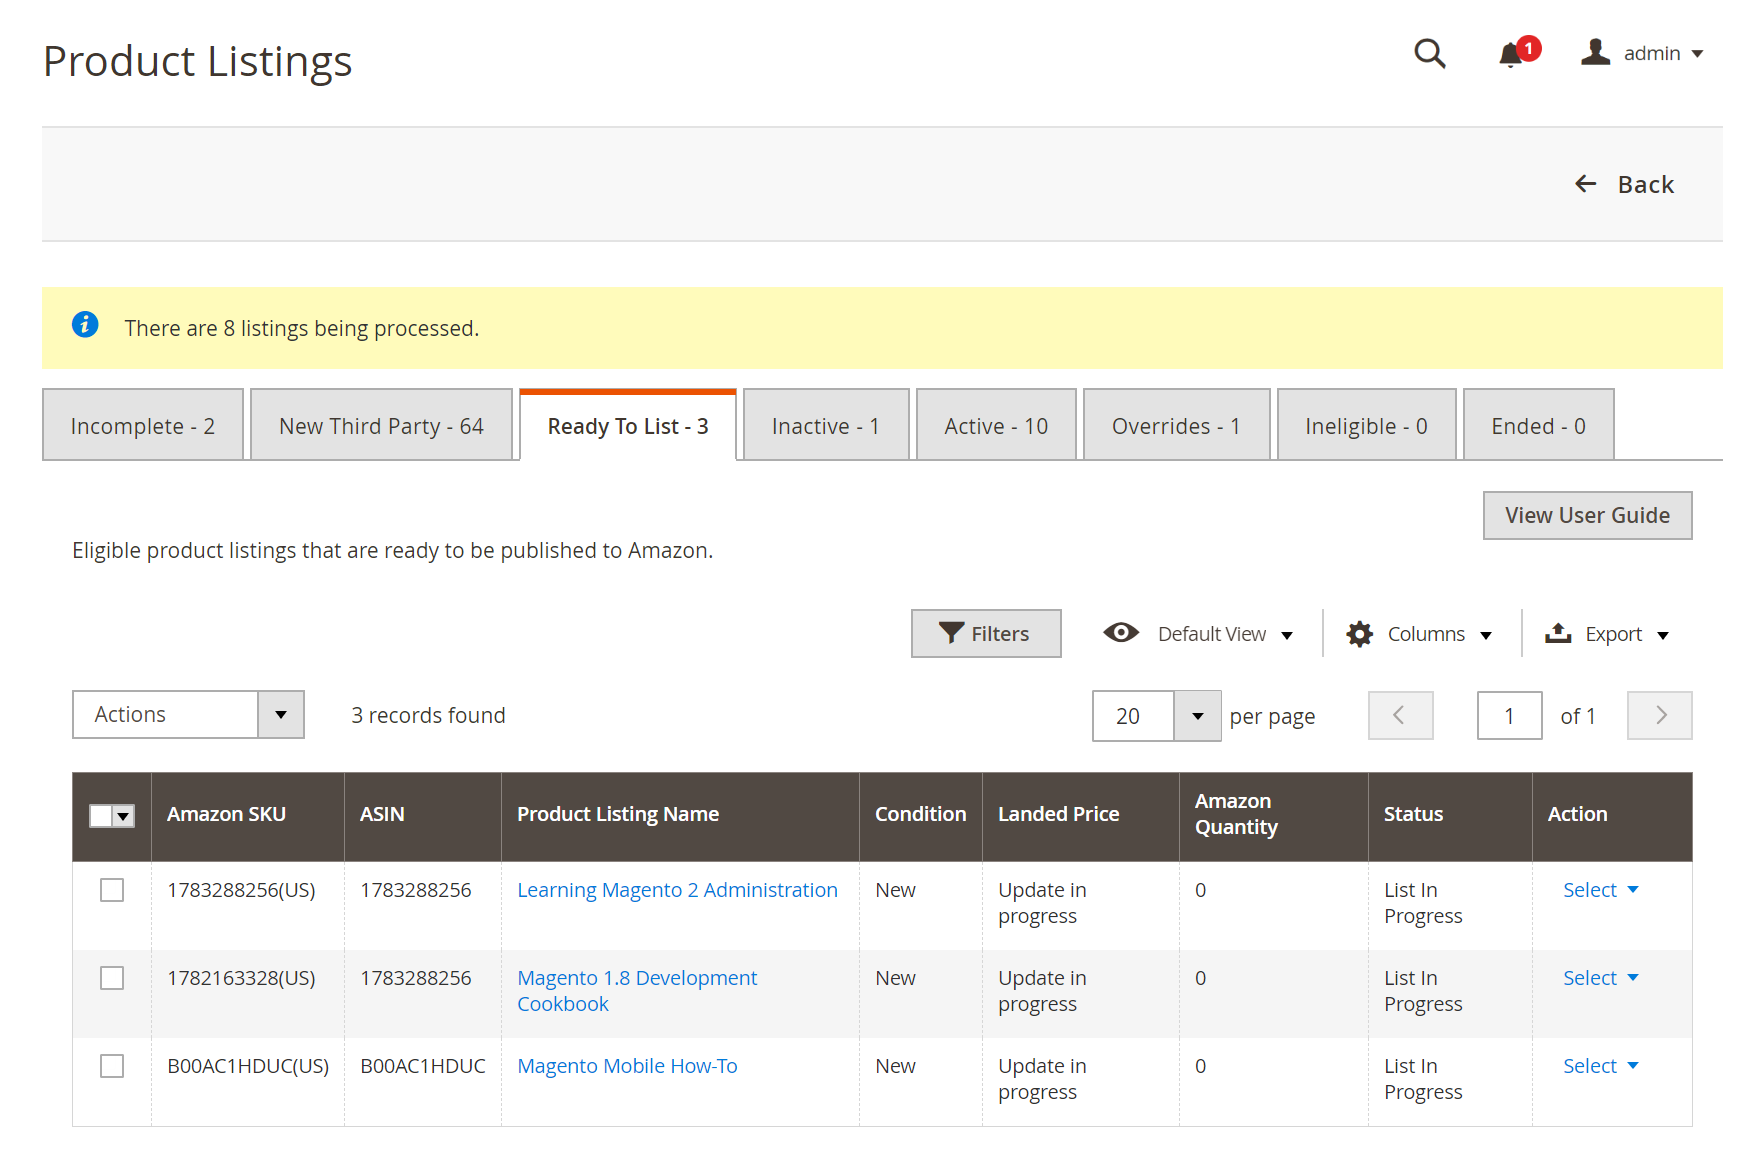 Product Listings
1
admin
Back
There are 8 listings being processed.
Incomplete - 2
New Third Party - 64
Ready To List - 3
Inactive - 1
Active - 10
Overrides - 1
Ineligible - 0
Ended - 0
View User Guide
Eligible product listings that are ready to be published to Amazon.
Filters
Default View
Columns
Export
Actions
3 records found
20
per page
1
of 1
Amazon SKU
ASIN
Product Listing Name
Condition
Landed Price
Amazon
Quantity
Status
Action
1783288256(US)
1783288256
Learning Magento 2 Administration
New
Update in
progress
0
List In
Progress
Select
1782163328(US)
1783288256
Magento 1.8 Development
Cookbook
New
Update in
progress
0
List In
Progress
Select
B00AC1HDUC(US)
B00AC1HDUC
Magento Mobile How-To
New
Update in
progress
0
List In
Progress
Select